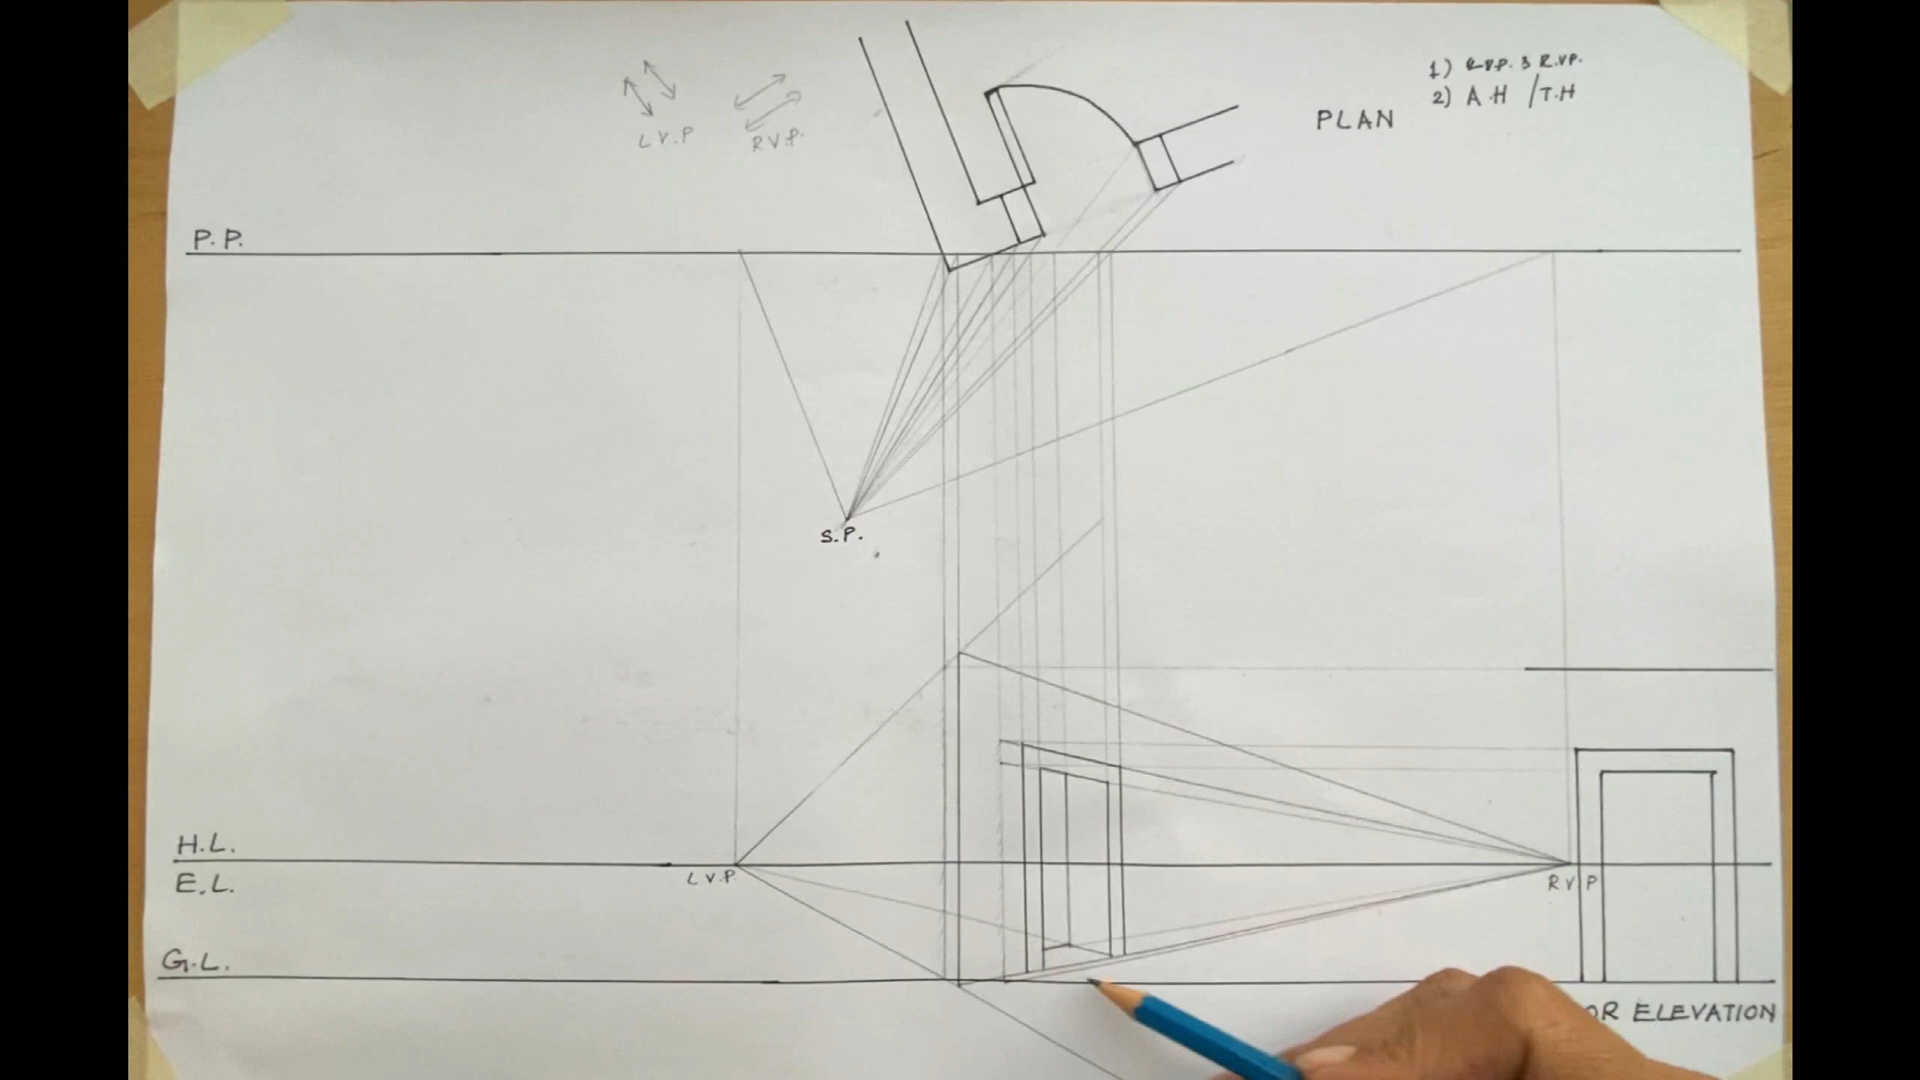 1) L.V.P. & R.V.P.
2) A.H / T.H
PLAN
L V.P
R V.P.
P. P.
S.P.
H.L.
E.L.
L V.P
R V P
G.L.
OR ELEVATION